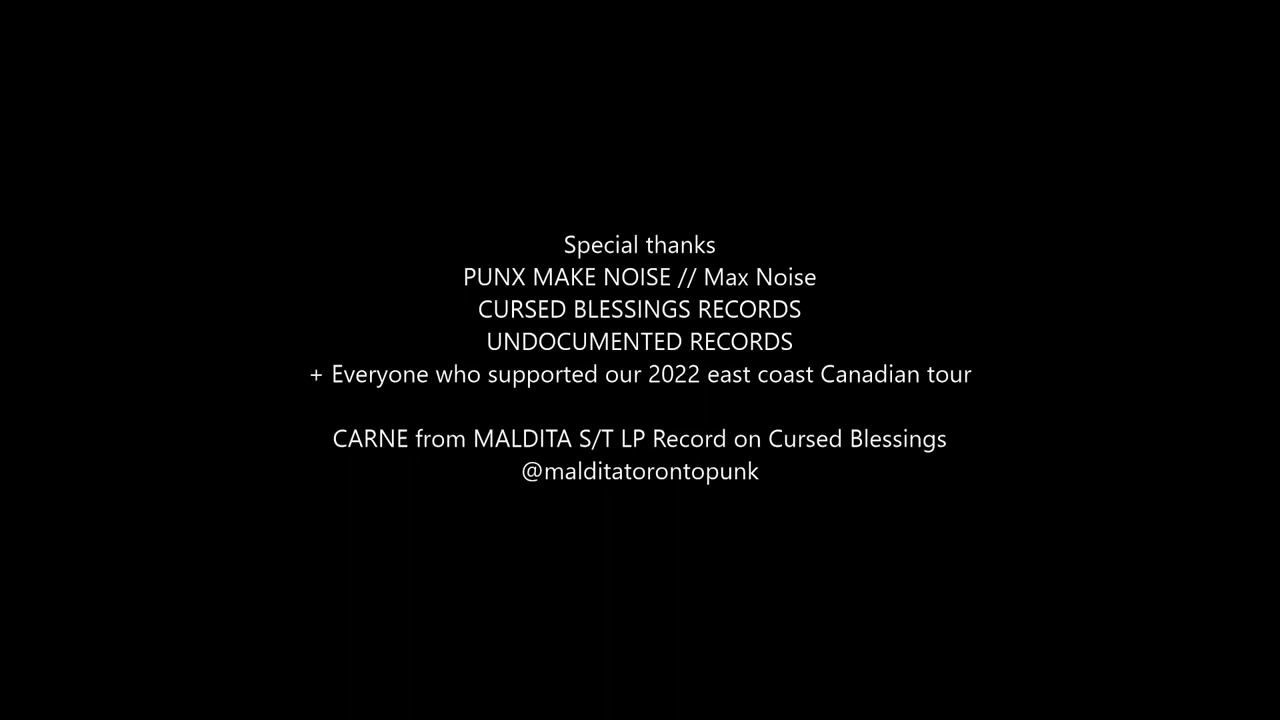 Special thanks
PUNX MAKE NOISE // Max Noise
CURSED BLESSINGS RECORDS
UNDOCUMENTED RECORDS
+ Everyone who supported our 2022 east coast Canadian tour
CARNE from MALDITA S/T LP Record on Cursed Blessings
@malditatorontopunk